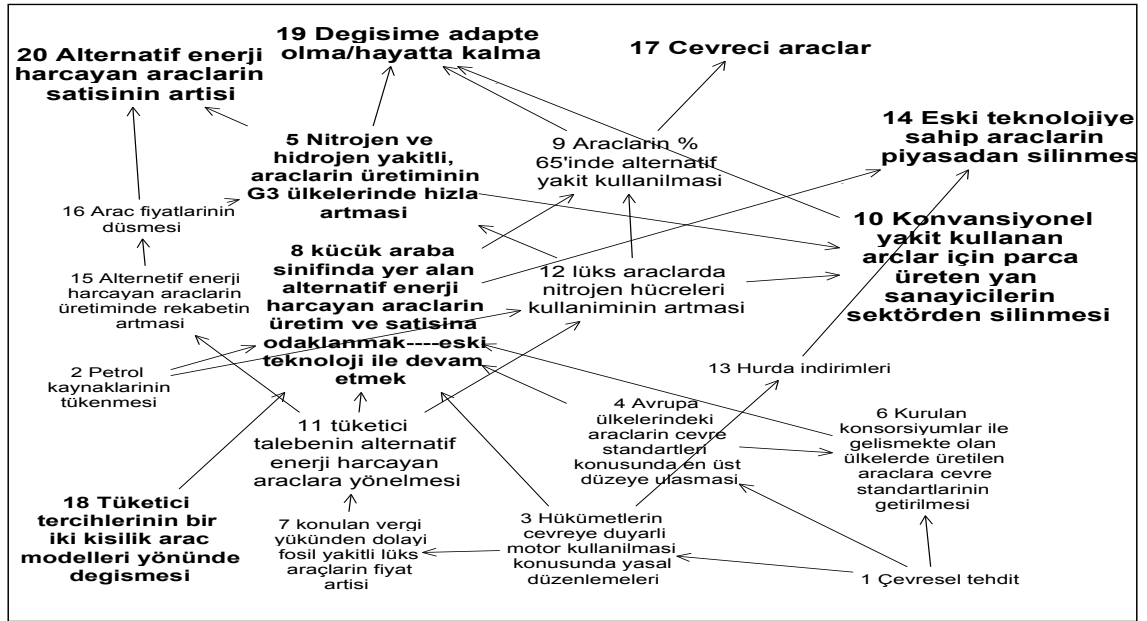 20 Alternatif enerji
harcayan araclarin
satisinin artisi
19 Degisime adapte
olma/hayatta kalma
17 Cevreci araclar
5 Nitrojen ve
hidrojen yakitli,
araclarin üretiminin
G3 ülkelerinde hizla
artmasi
9 Araclarin %
65'inde alternatif
yakit kullanilmasi
14 Eski teknolojiye
sahip araclarin
piyasadan silinmes
16 Arac fiyatlarinin
düsmesi
8 kücük araba
sinifinda yer alan
alternatif enerji
harcayan araclarin
üretim ve satisina
odaklanmak----eski
teknoloji ile devam
etmek
12 lüks araclarda
nitrojen hücreleri
kullaniminin artmasi
10 Konvansiyonel
yakit kullanan
arclar için parca
üreten yan
sanayicilerin
sektörden silinmesi
15 Alternetif enerji
harcayan araclarin
üretiminde rekabetin
artmasi
2 Petrol
kaynaklarinin
tükenmesi
13 Hurda indirimleri
11 tüketici
talebenin alternatif
enerji harcayan
araclara yönelmesi
4 Avrupa
ülkelerindeki
araclarin cevre
standartleri
konusunda en üst
düzeye ulasmasi
6 Kurulan
konsorsiyumlar ile
gelismekte olan
ülkelerde üretilen
araclara cevre
standartlarinin
getirilmesi
18 Tüketici
tercihlerinin bir
iki kisilik arac
modelleri yönünde
degismesi
7 konulan vergi
yükünden dolayi
fosil yakitli lüks
araçlarin fiyat
artisi
3 Hükümetlerin
cevreye duyarli
motor kullanilmasi
konusunda yasal
düzenlemeleri
1 Çevresel tehdit